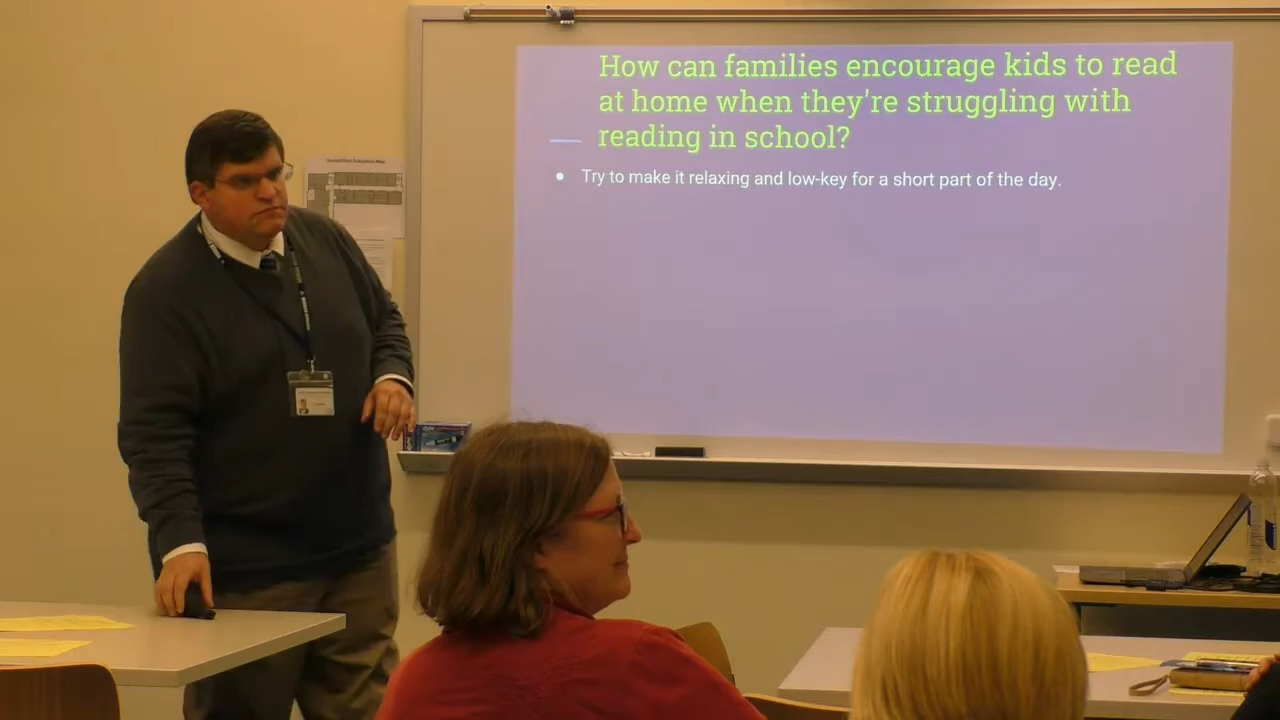 How can families encourage kids to read
at home when they're struggling with
reading in school?
• Try to make it relaxing and low-key for a short part of the day.